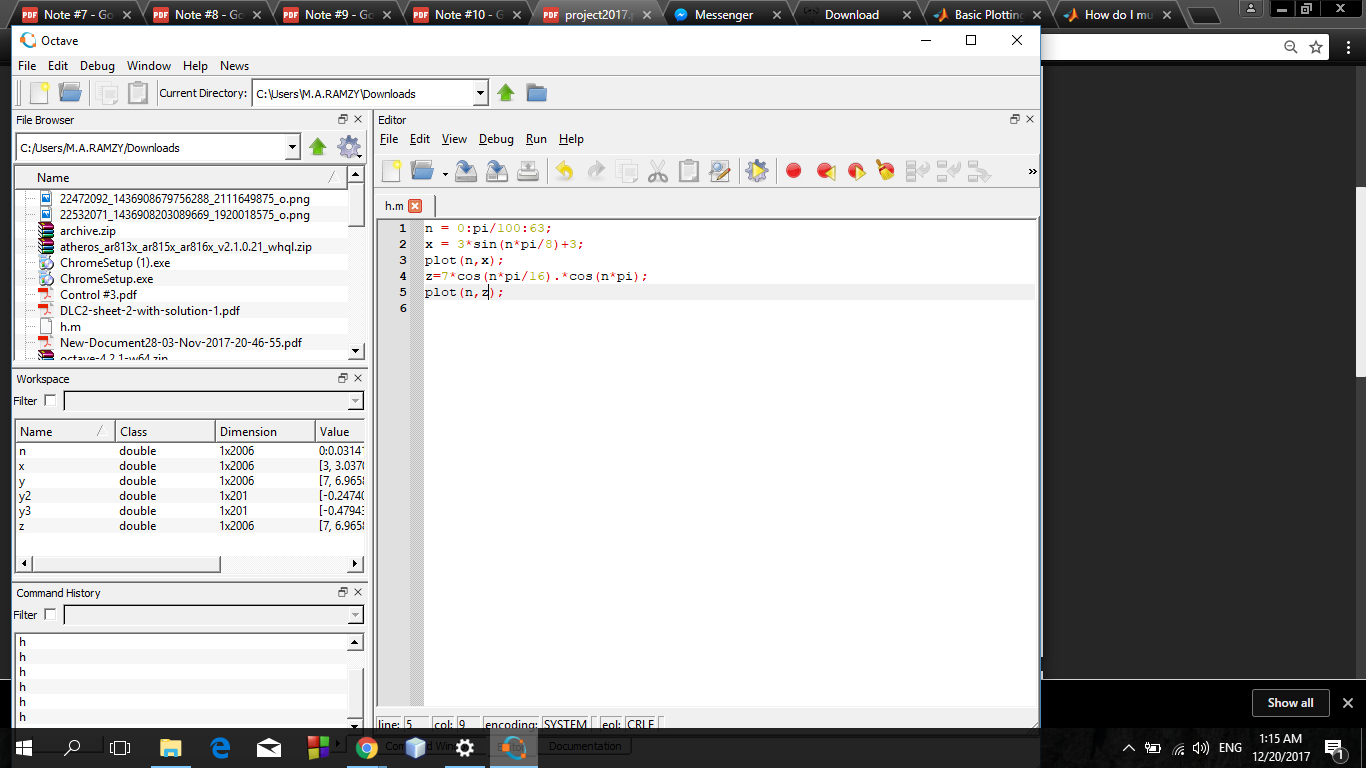 Note #7 - Go
Note #8 - Go
Note #9 - Go
Note #10 - G
project2017.p
Messenger
Download
Basic Plotting
How do I mu
Octave
File Edit Debug Window Help News
Current Directory: C:\Users\M.A.RAMZY\Downloads
File Browser
C:/Users/M.A.RAMZY/Downloads
Name
22472092_1436908679756288_2111649875_o.png
22532071_1436908203089669_1920018575_o.png
archive.zip
atheros_ar813x_ar815x_ar816x_v2.1.0.21_whql.zip
ChromeSetup (1).exe
ChromeSetup.exe
Control #3.pdf
DLC2-sheet-2-with-solution-1.pdf
h.m
New-Document28-03-Nov-2017-20-46-55.pdf
octave-4.2.1-w64.zip
Workspace
Filter
Name Class Dimension Value
n double 1x2006 0:0.0314
x double 1x2006 [3, 3.0370
y double 1x2006 [7, 6.9658
y2 double 1x201 [-0.24740
y3 double 1x201 [-0.47943
z double 1x2006 [7, 6.9658
Command History
Filter
h
h
h
h
h
h
Editor
File Edit View Debug Run Help
»
h.m
1 n = 0:pi/100:63;
2 x = 3*sin(n*pi/8)+3;
3 plot(n,x);
4 z=7*cos(n*pi/16).*cos(n*pi);
5 plot(n,z);
6
line: 5 col: 9 encoding: SYSTEM eol: CRLF
Command Win
Editor
Documentation
Show all
ENG
1:15 AM
12/20/2017
1